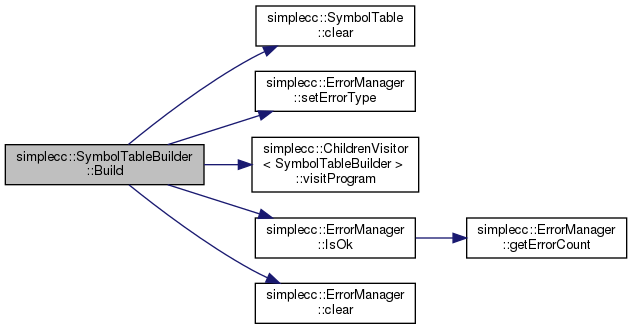 simplecc::SymbolTable
::clear
simplecc::ErrorManager
::setErrorType
simplecc::SymbolTableBuilder
::Build
simplecc::ChildrenVisitor
< SymbolTableBuilder >
::visitProgram
simplecc::ErrorManager
::IsOk
simplecc::ErrorManager
::getErrorCount
simplecc::ErrorManager
::clear